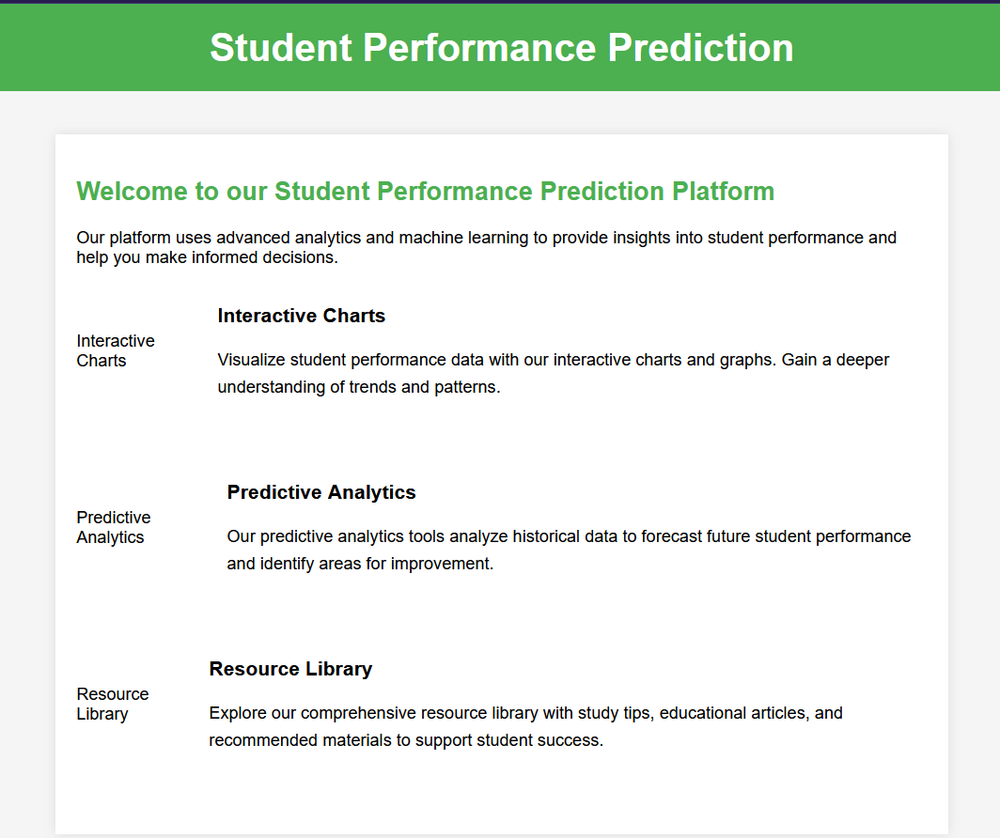 Student Performance Prediction
Welcome to our Student Performance Prediction Platform
Our platform uses advanced analytics and machine learning to provide insights into student performance and
help you make informed decisions.
Interactive
Charts
Interactive Charts
Visualize student performance data with our interactive charts and graphs. Gain a deeper
understanding of trends and patterns.
Predictive
Analytics
Predictive Analytics
Our predictive analytics tools analyze historical data to forecast future student performance
and identify areas for improvement.
Resource
Library
Resource Library
Explore our comprehensive resource library with study tips, educational articles, and
recommended materials to support student success.